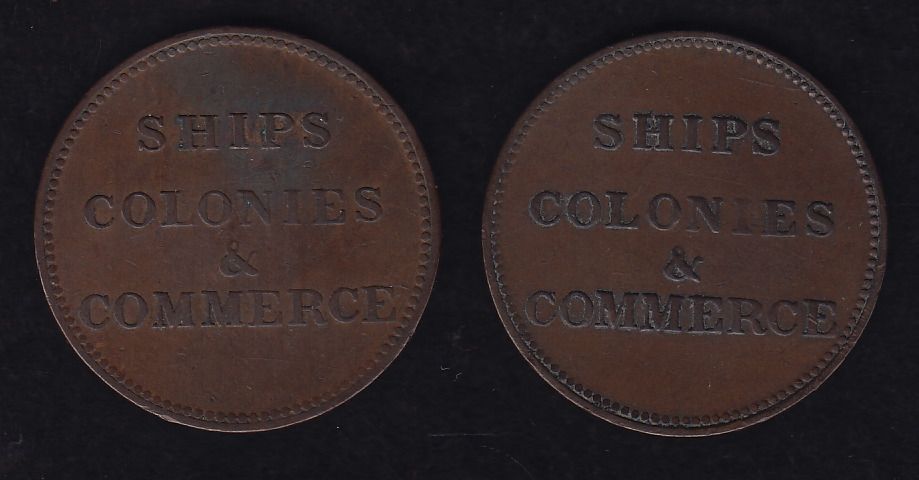 SHIPS
COLONIES
&
COMMERCE
SHIPS
COLONIES
&
COMMERCE